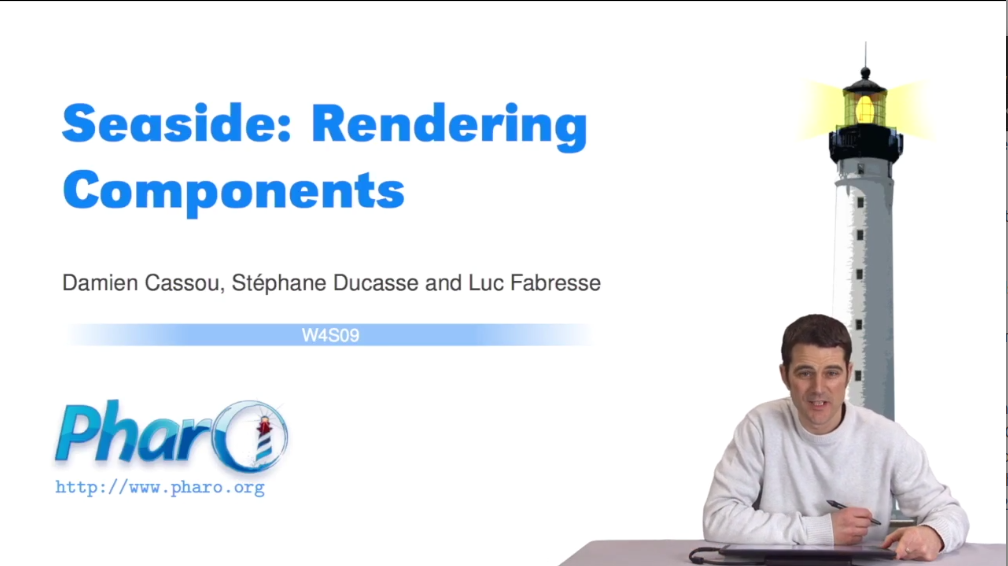 Seaside: Rendering
Components
Damien Cassou, Stéphane Ducasse and Luc Fabresse
W4S09
Pharo
http://www.pharo.org